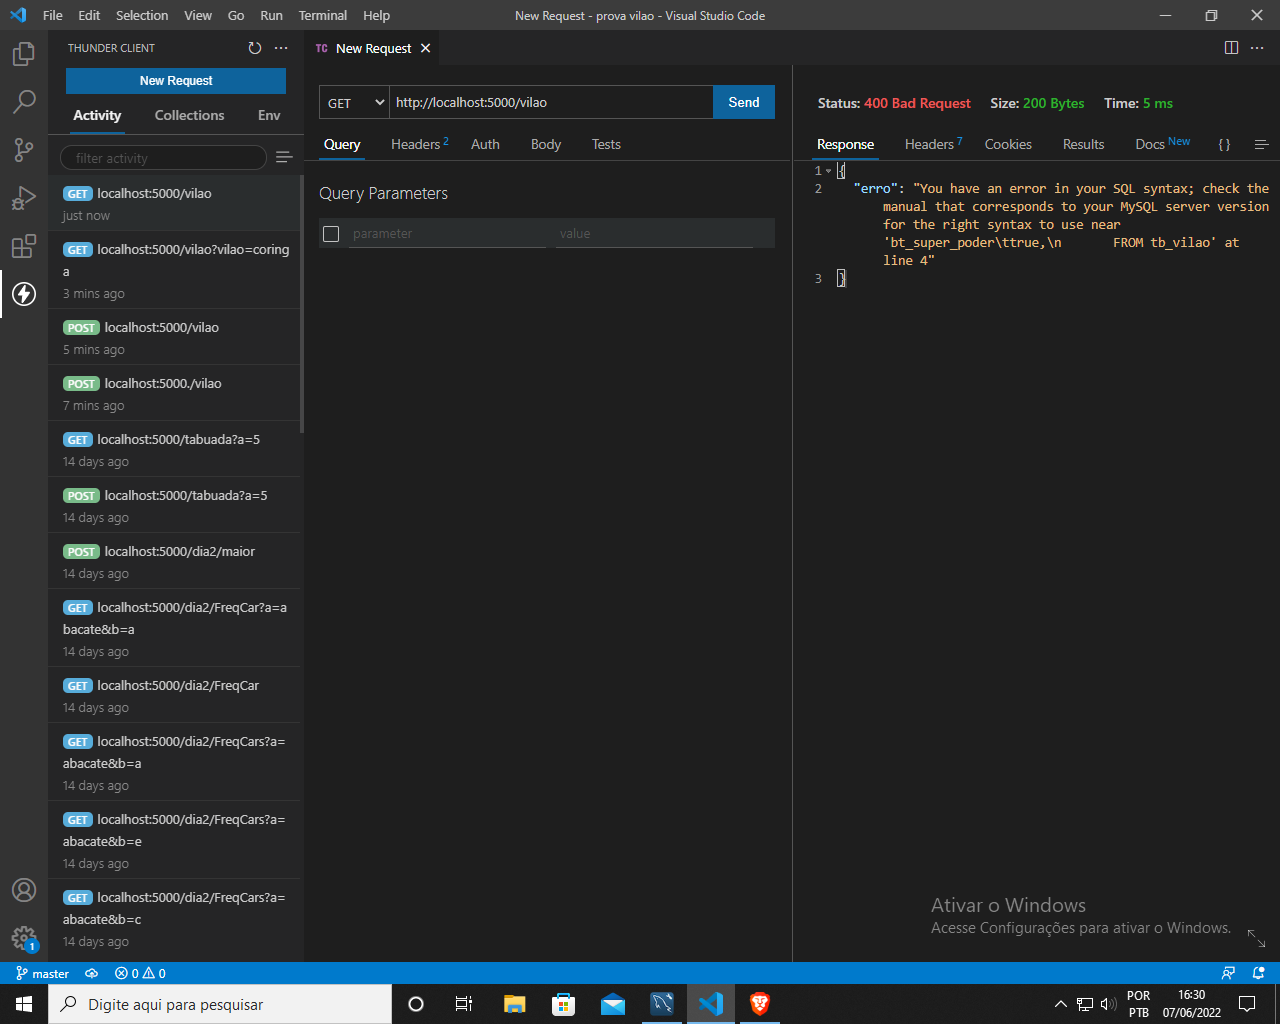 File Edit Selection View Go Run Terminal Help
New Request - prova vilao - Visual Studio Code
THUNDER CLIENT
New Request
Activity Collections Env
filter activity
GET localhost:5000/vilao
just now
GET localhost:5000/vilao?vilao=coring
a
3 mins ago
POST localhost:5000/vilao
5 mins ago
POST localhost:5000./vilao
7 mins ago
GET localhost:5000/tabuada?a=5
14 days ago
POST localhost:5000/tabuada?a=5
14 days ago
POST localhost:5000/dia2/maior
14 days ago
GET localhost:5000/dia2/FreqCar?a=a
bacate&b=a
14 days ago
GET localhost:5000/dia2/FreqCar
14 days ago
GET localhost:5000/dia2/FreqCars?a=
abacate&b=a
14 days ago
GET localhost:5000/dia2/FreqCars?a=
abacate&b=e
14 days ago
GET localhost:5000/dia2/FreqCars?a=
abacate&b=c
14 days ago
TC New Request
GET http://localhost:5000/vilao Send
Query Headers 2 Auth Body Tests
Query Parameters
parameter value
Status: 400 Bad Request Size: 200 Bytes Time: 5 ms
Response Headers 7 Cookies Results Docs New { }
1 {
2 "erro": "You have an error in your SQL syntax; check the
manual that corresponds to your MySQL server version
for the right syntax to use near
'bt_super_poder\ttrue,\n       FROM tb_vilao' at
line 4"
3 }
Ativar o Windows
Acesse Configurações para ativar o Windows.
1
master 0 0
Digite aqui para pesquisar
POR
PTB
16:30
07/06/2022